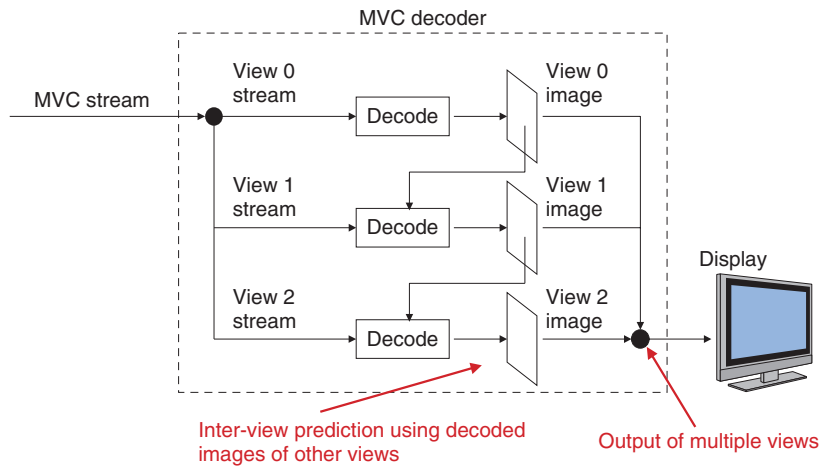 MVC decoder
MVC stream
View 0
stream
Decode
View 0
image
View 1
stream
Decode
View 1
image
View 2
stream
Decode
View 2
image
Display
Inter-view prediction using decoded
images of other views
Output of multiple views